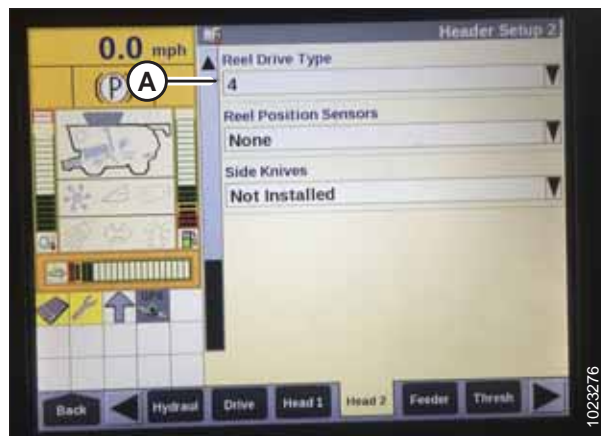 0.0 mph
Header Setup 2
(P)
A
Reel Drive Type
4
Reel Position Sensors
None
Side Knives
Not Installed
GPS
Back
Hydraul
Drive
Head 1
Head 2
Feeder
Thresh
1023276